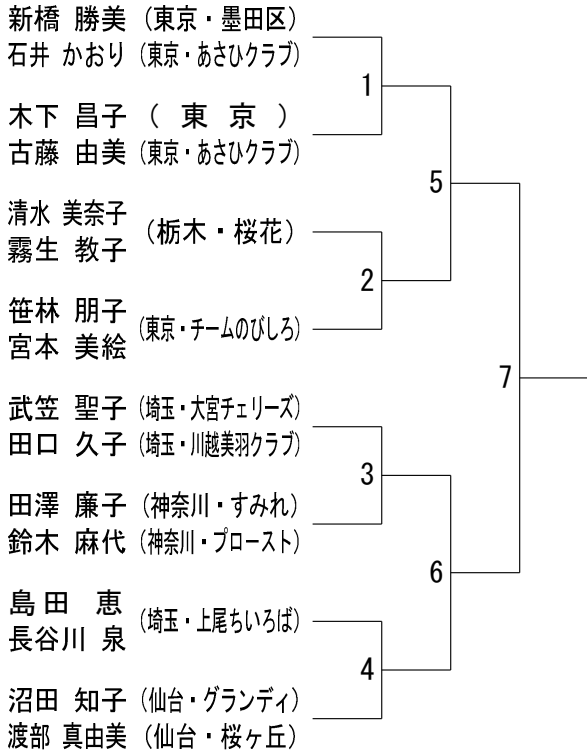 新橋 勝美 (東京・墨田区)
石井 かおり (東京・あさひクラブ)
1
木下 昌子 ( 東 京 )
古藤 由美 (東京・あさひクラブ)
5
清水 美奈子
霧生 教子
(栃木・桜花)
2
笹林 朋子
宮本 美絵
(東京・チームのびしろ)
7
武笠 聖子 (埼玉・大宮チェリーズ)
田口 久子 (埼玉・川越美羽クラブ)
3
田澤 廉子 (神奈川・すみれ)
鈴木 麻代 (神奈川・プロースト)
6
島田 恵
長谷川 泉
(埼玉・上尾ちいろば)
4
沼田 知子 (仙台・グランディ)
渡部 真由美 (仙台・桜ヶ丘)